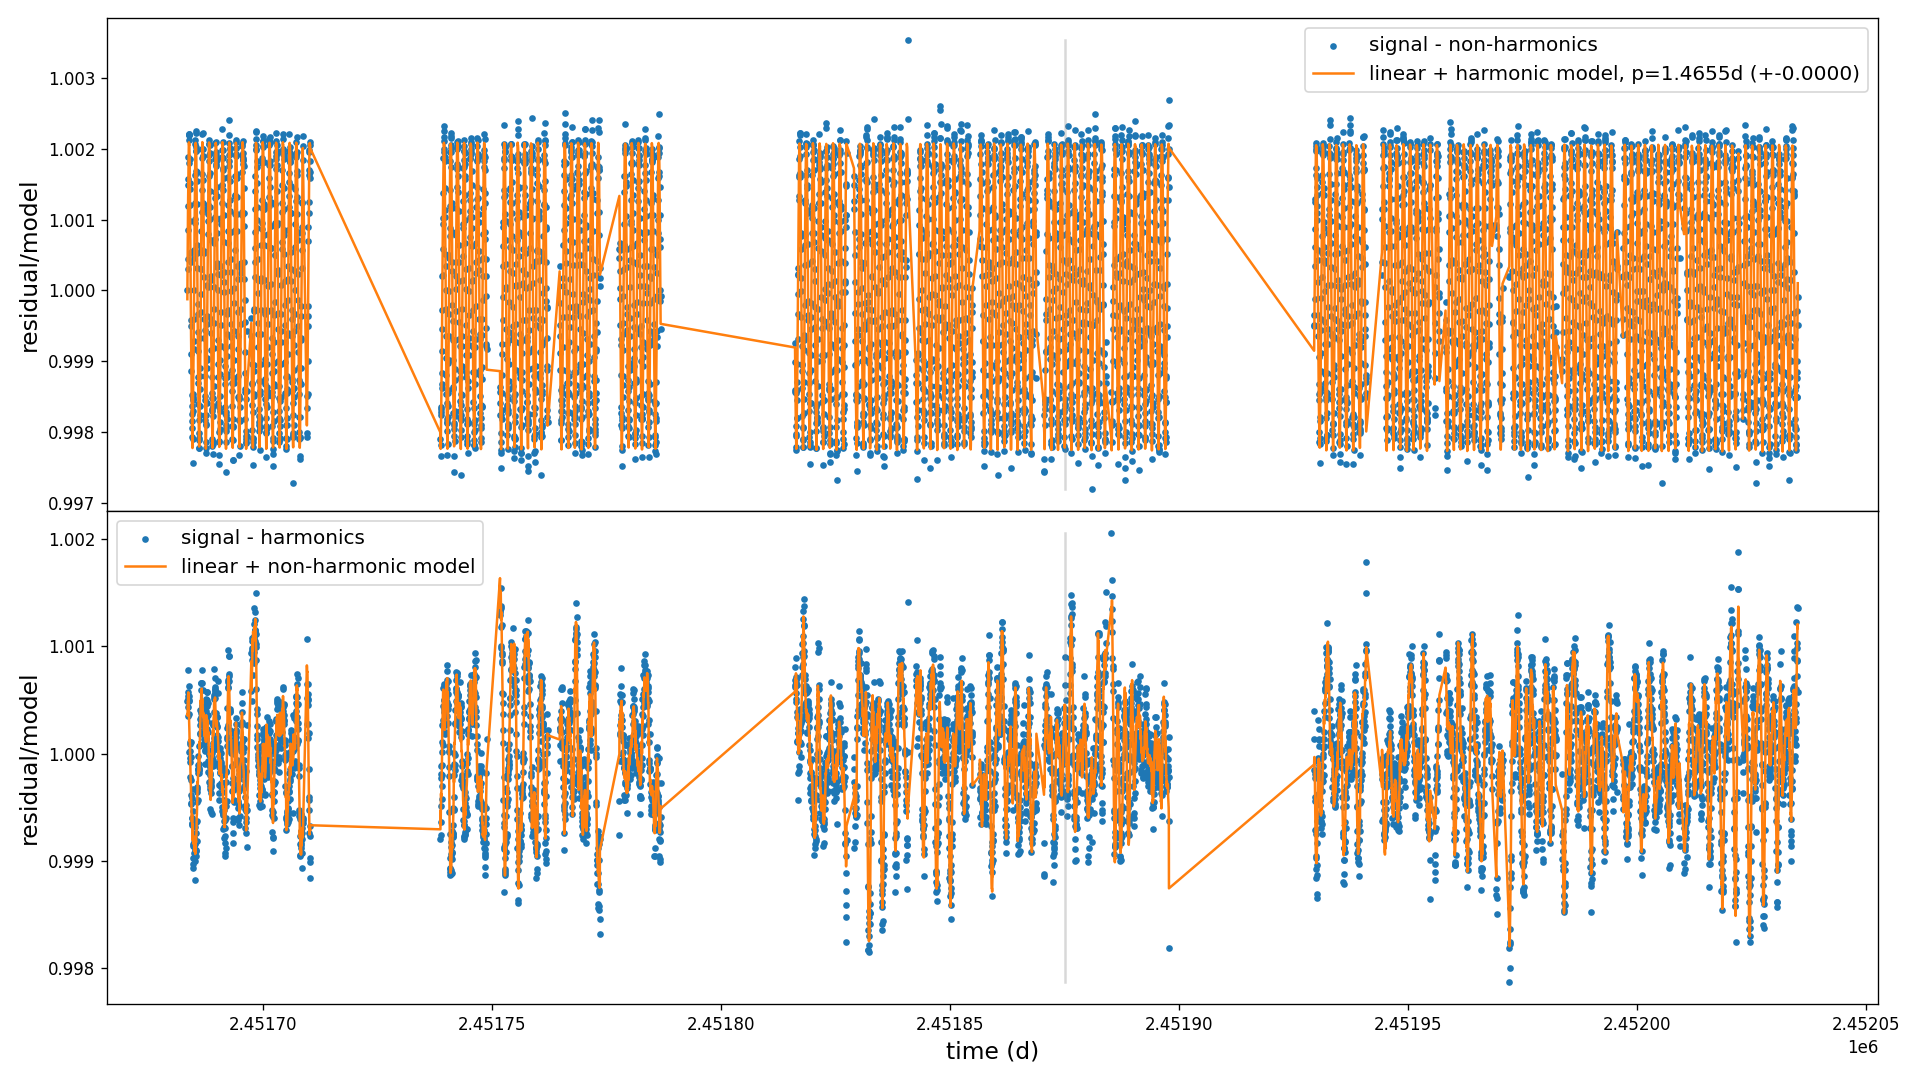 signal - non-harmonics
linear + harmonic model, p=1.4655d (+-0.0000)
residual/model
1.003
1.002
1.001
1.000
0.999
0.998
0.997
signal - harmonics
linear + non-harmonic model
residual/model
1.002
1.001
1.000
0.999
0.998
2.45170
2.45175
2.45180
2.45185
2.45190
2.45195
2.45200
2.45205
1e6
time (d)